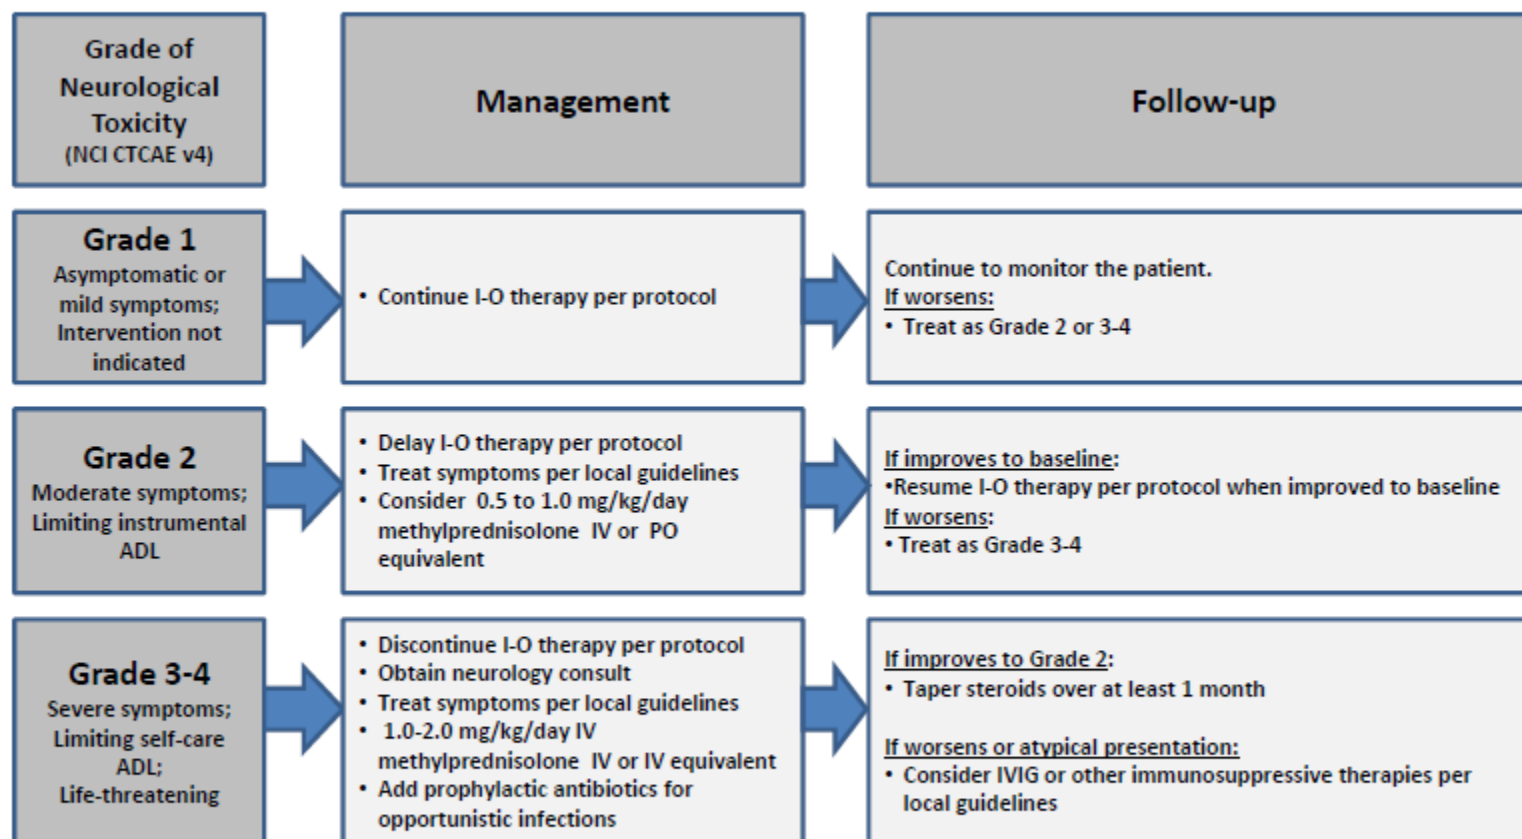 Grade of
Neurological
Toxicity
(NCI CTCAE v4)
Management
Follow-up
Grade 1
Asymptomatic or
mild symptoms;
Intervention not
indicated
• Continue I-O therapy per protocol
Continue to monitor the patient.
If worsens:
• Treat as Grade 2 or 3-4
Grade 2
Moderate symptoms;
Limiting instrumental
ADL
• Delay I-O therapy per protocol
• Treat symptoms per local guidelines
• Consider 0.5 to 1.0 mg/kg/day
methylprednisolone IV or PO
equivalent
If improves to baseline:
•Resume I-O therapy per protocol when improved to baseline
If worsens:
• Treat as Grade 3-4
Grade 3-4
Severe symptoms;
Limiting self-care
ADL;
Life-threatening
• Discontinue I-O therapy per protocol
• Obtain neurology consult
• Treat symptoms per local guidelines
• 1.0-2.0 mg/kg/day IV
methylprednisolone IV or IV equivalent
• Add prophylactic antibiotics for
opportunistic infections
If improves to Grade 2:
• Taper steroids over at least 1 month
If worsens or atypical presentation:
• Consider IVIG or other immunosuppressive therapies per
local guidelines